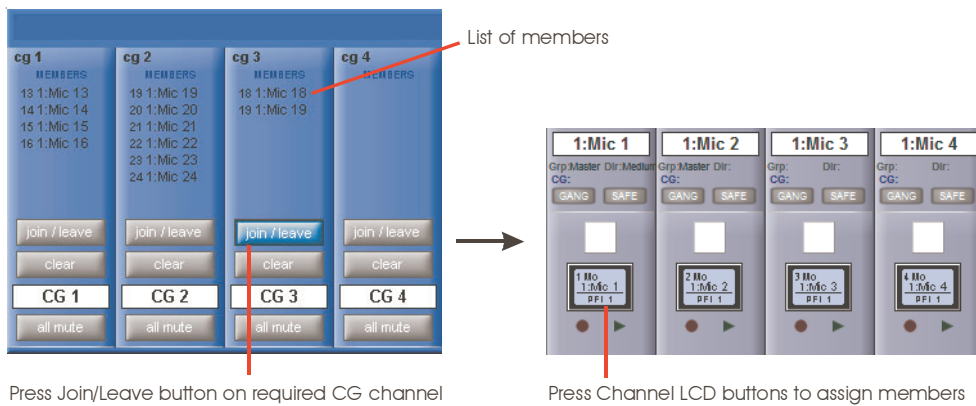 List of members
cg 1
MEMBERS
13 1:Mic 13
14 1:Mic 14
15 1:Mic 15
16 1:Mic 16
join / leave
clear
CG 1
all mute
cg 2
MEMBERS
19 1:Mic 19
20 1:Mic 20
21 1:Mic 21
22 1:Mic 22
23 1:Mic 23
24 1:Mic 24
join / leave
clear
CG 2
all mute
cg 3
MEMBERS
18 1:Mic 18
19 1:Mic 19
join / leave
clear
CG 3
all mute
cg 4
MEMBERS
join / leave
clear
CG 4
all mute
Press Join/Leave button on required CG channel
1:Mic 1
Grp:Master Dir:Medium
CG:
GANG SAFE
1 Mo
1:Mic 1
PFL 1
1:Mic 2
Grp:Master Dir:
CG:
GANG SAFE
2 Mo
1:Mic 2
PFL 1
1:Mic 3
Grp: Dir:
CG:
GANG SAFE
3 Mo
1:Mic 3
PFL 1
1:Mic 4
Grp: Dir:
CG:
GANG SAFE
4 Mo
1:Mic 4
PFL 1
Press Channel LCD buttons to assign members